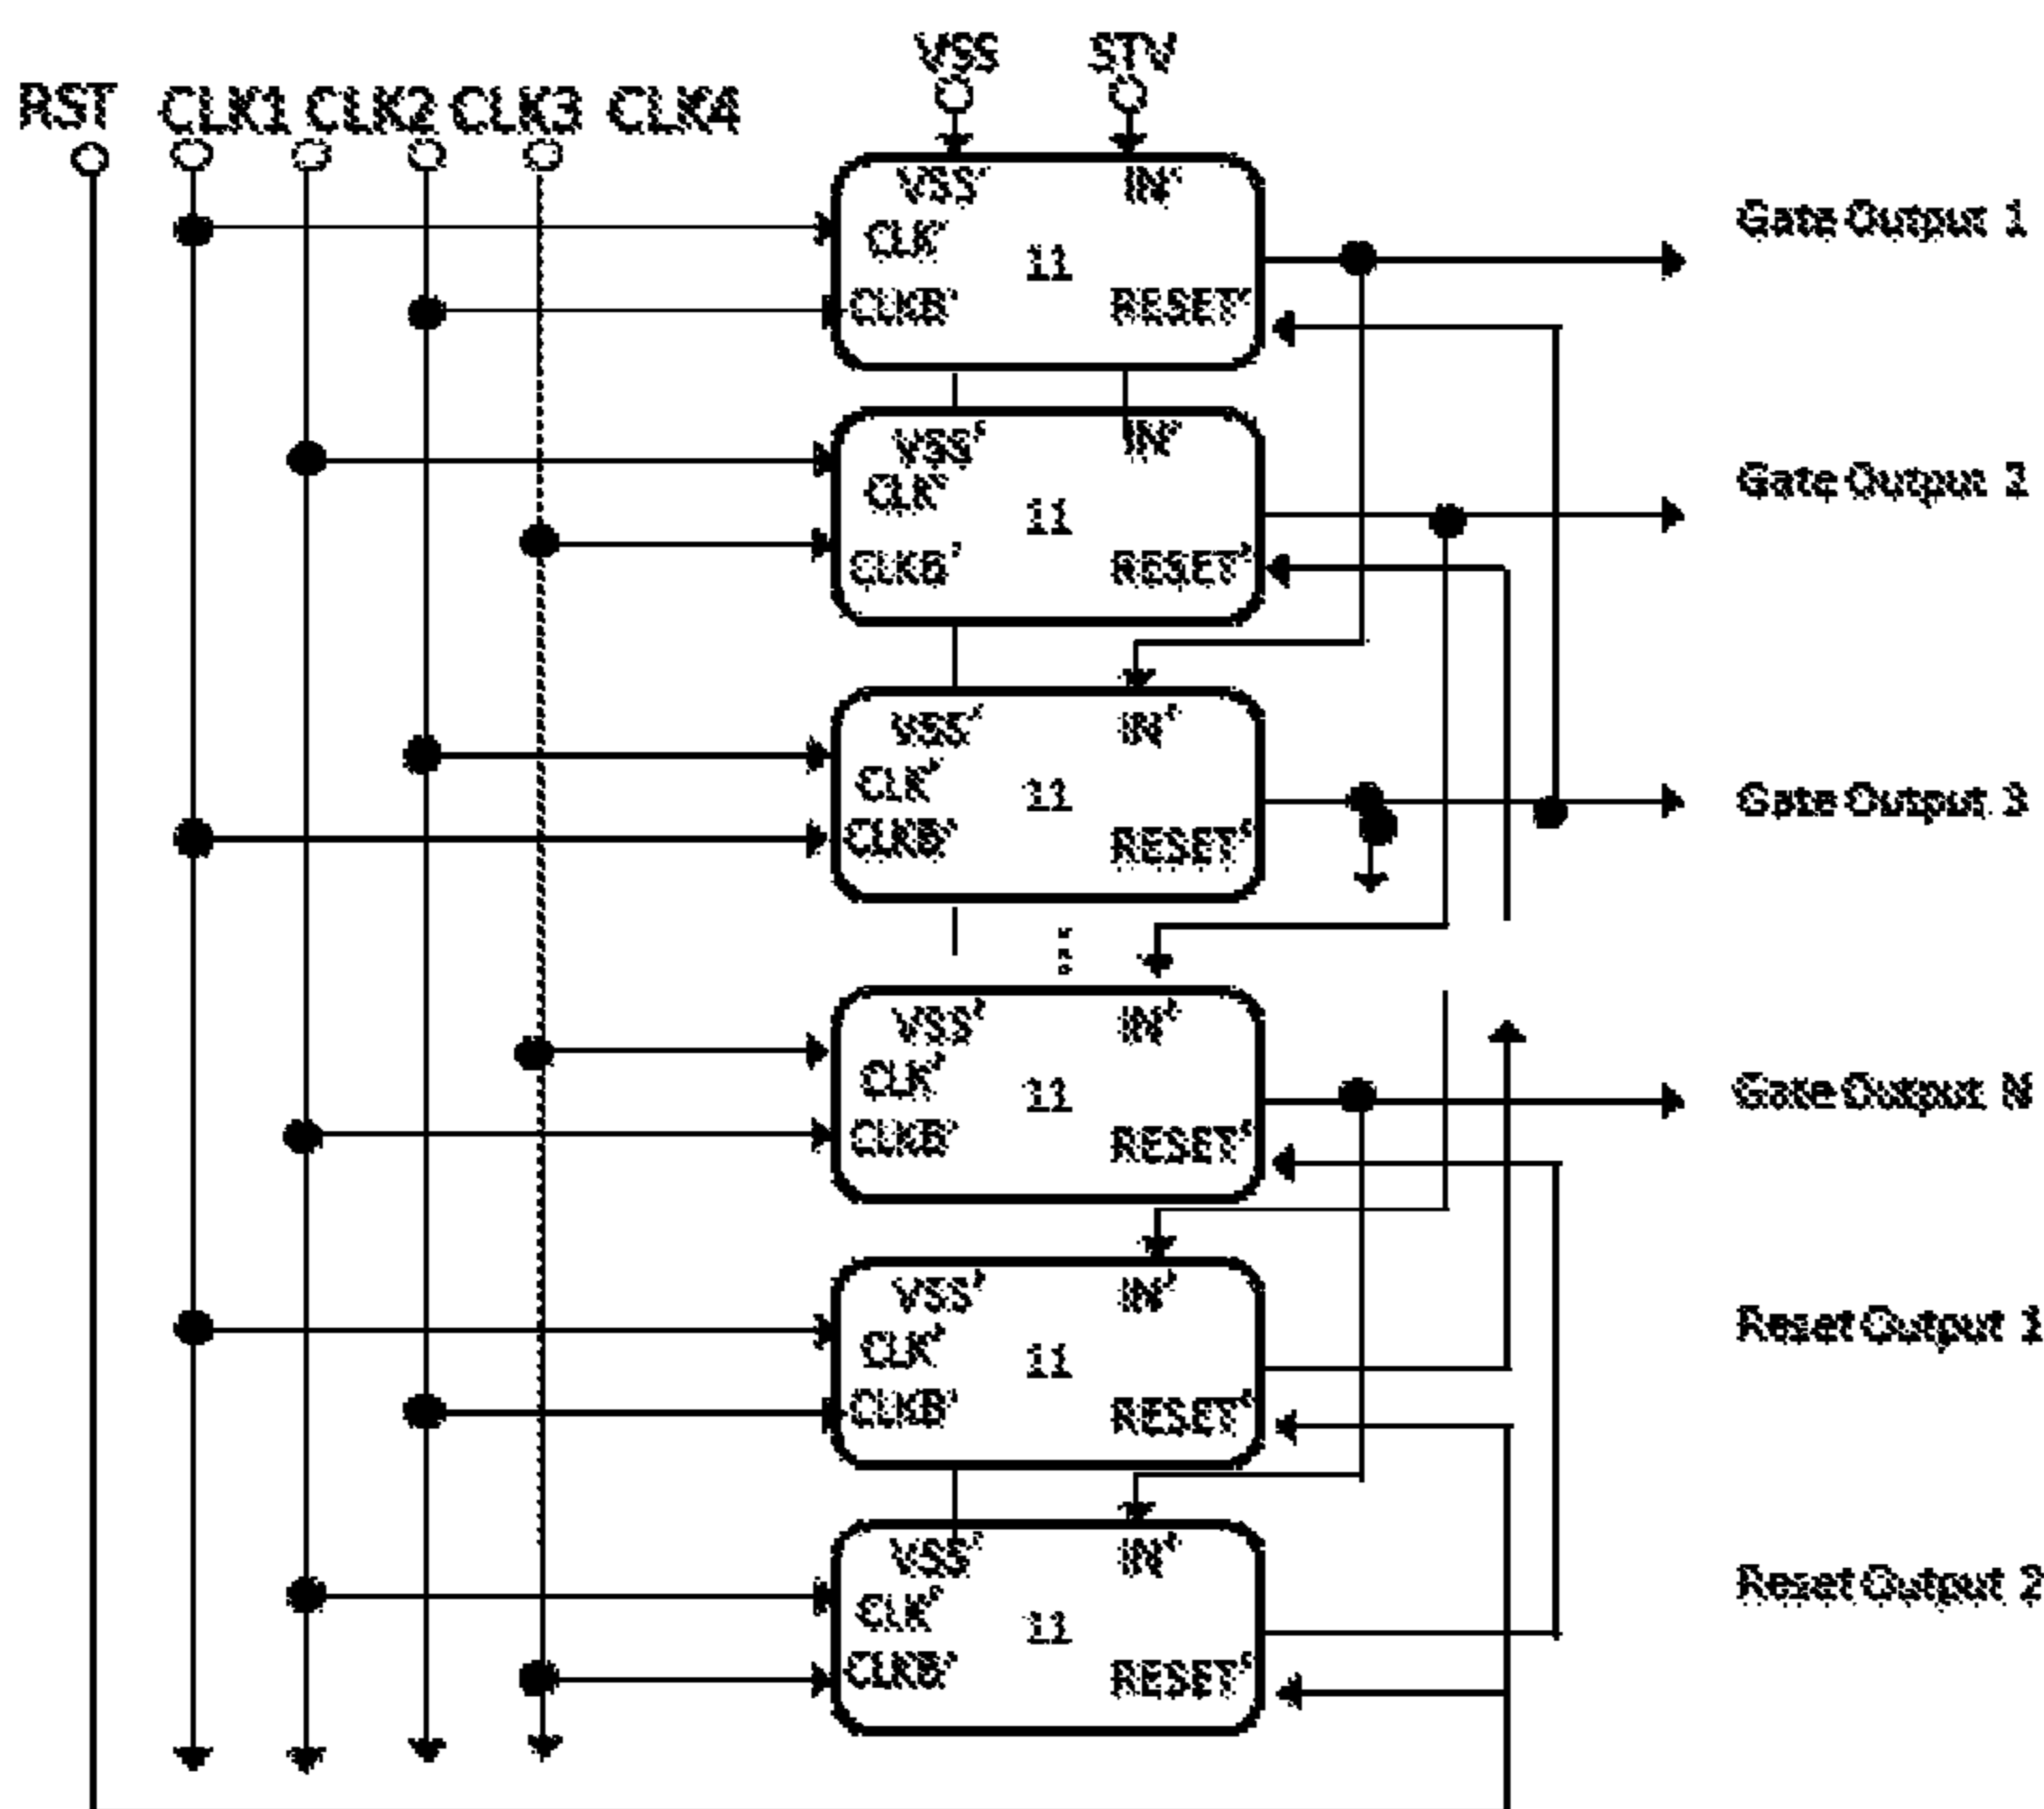 VSS STV
RST CLK1 CLK2 CLK3 CLK4
VSS' IN'
CLK'
11
CLKB' RESET'
Gate Output 1
VSS' IN'
CLK'
11
CLKB' RESET'
Gate Output 2
VSS' IN'
CLK'
11
CLKB' RESET'
Gate Output 3
VSS' IN'
CLK'
11
CLKB' RESET'
Gate Output N
VSS' IN'
CLK'
11
CLKB' RESET'
Reset Output 1
VSS' IN'
CLK'
11
CLKB' RESET'
Reset Output 2